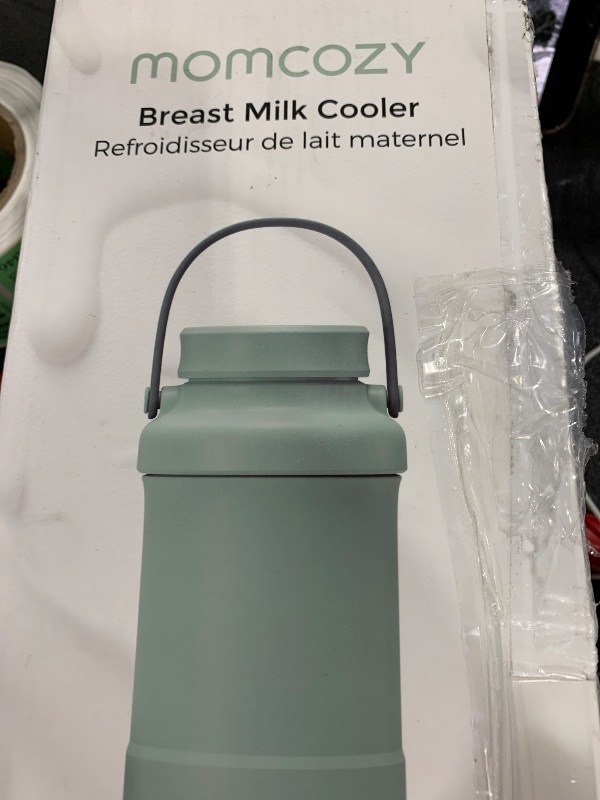 momcozy
Breast Milk Cooler
Refroidisseur de lait maternel